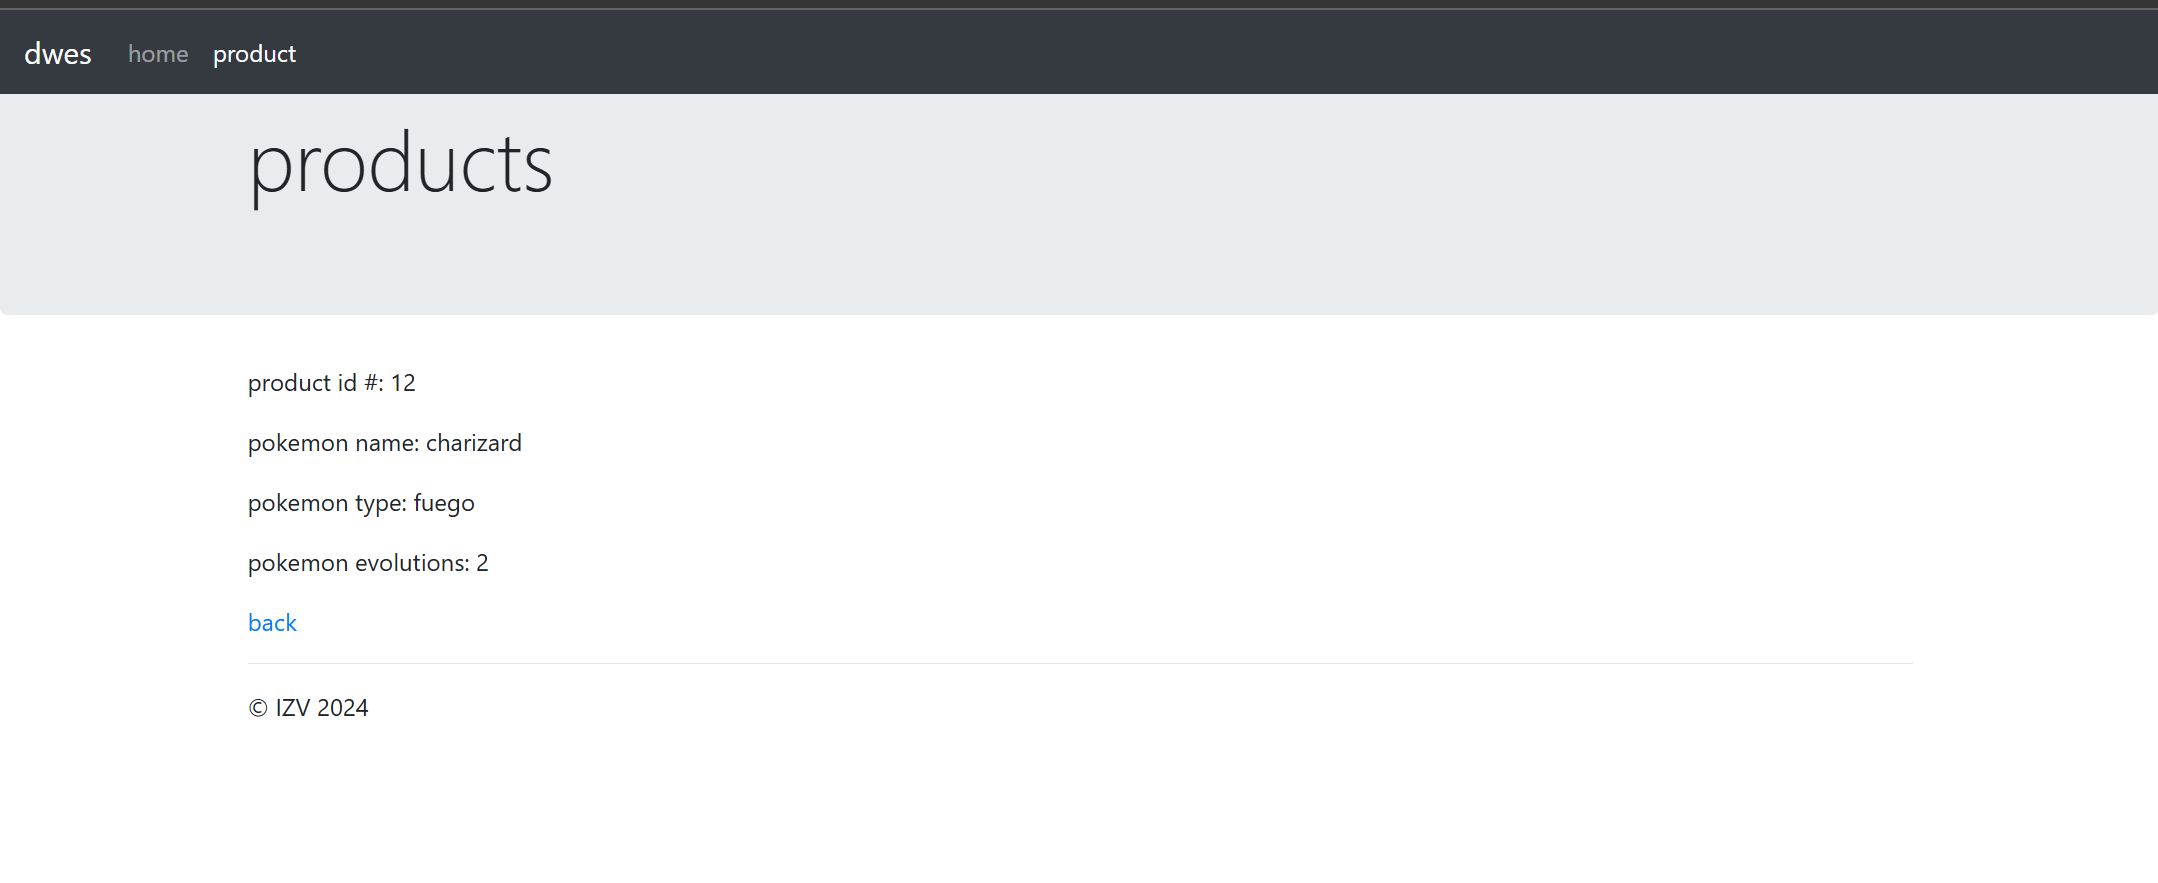 dwes home product
products
product id #: 12
pokemon name: charizard
pokemon type: fuego
pokemon evolutions: 2
back
© IZV 2024